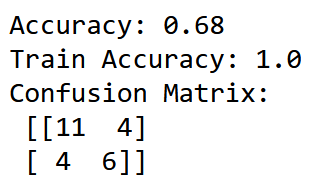 Accuracy: 0.68
Train Accuracy: 1.0
Confusion Matrix:
 [[11  4]
 [ 4  6]]